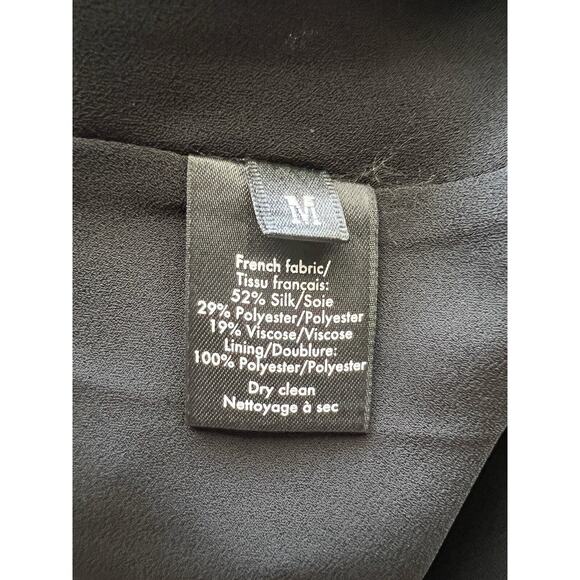 M
French fabric/
Tissu français:
52% Silk/Soie
29% Polyester/Polyester
19% Viscose/Viscose
Lining/Doublure:
100% Polyester/Polyester
Dry clean
Nettoyage à sec